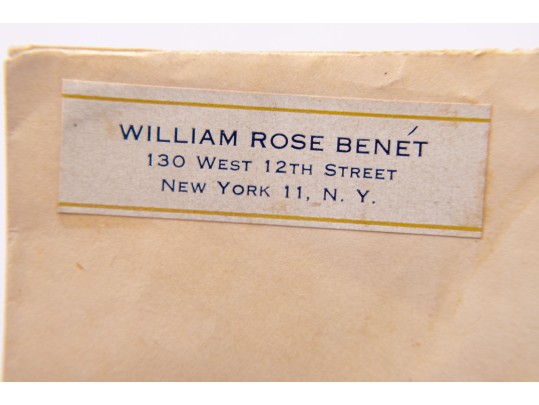 WILLIAM ROSE BENÉT
130 WEST 12TH STREET
NEW YORK 11, N. Y.